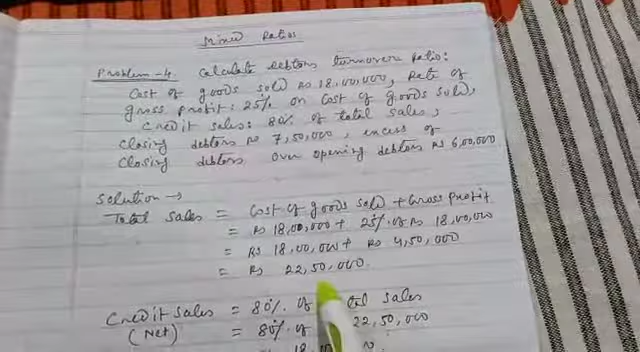 Mixed Ratios
Problem-4. Calculate debtors turnovers ratio:
Cost of goods sold Rs 18,00,000, Rate of
gross profit: 25% on Cost of goods sold,
Credit sales: 80% of total sales,
Closing debtors Rs 7,50,000, excess of
Closing debtors over opening debtors Rs 6,00,000
Solution →
Total Sales = Cost of goods sold + Gross Profit
= Rs 18,00,000 + 25% of Rs 18,00,000
= Rs 18,00,000 + Rs 4,50,000
= Rs 22,50,000
Credit Sales = 80% of sales
(Net) = 80% of 22,50,000